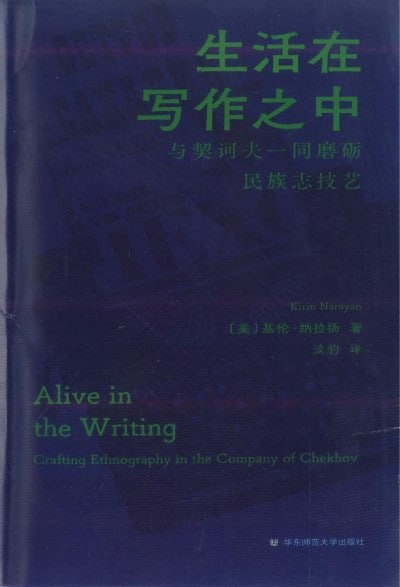 生活在
写作之中
与契诃夫一同磨砺
民族志技艺
Kirin Narayan
［美］基伦·纳拉扬 著
淡豹 译
Alive in
the Writing
Crafting Ethnography in the Company of Chekhov
华东师范大学出版社